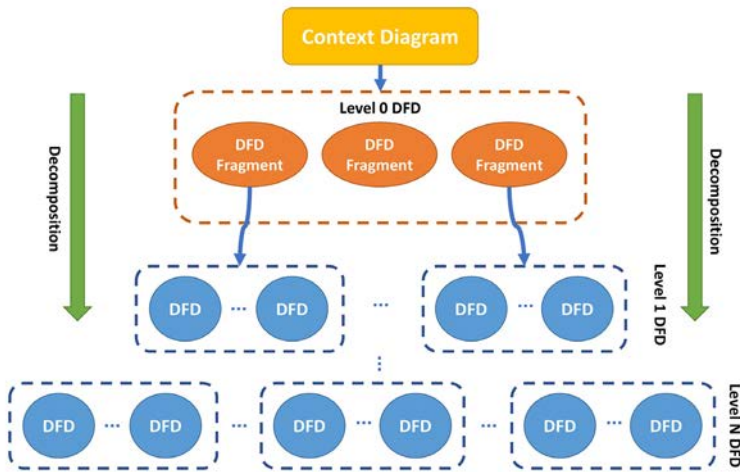 Context Diagram
Level 0 DFD
DFD
Fragment
DFD
Fragment
DFD
Fragment
Decomposition
Decomposition
DFD ... DFD ... DFD ... DFD
Level 1 DFD
...
DFD ... DFD ... DFD ... DFD ... DFD ... DFD
Level N DFD